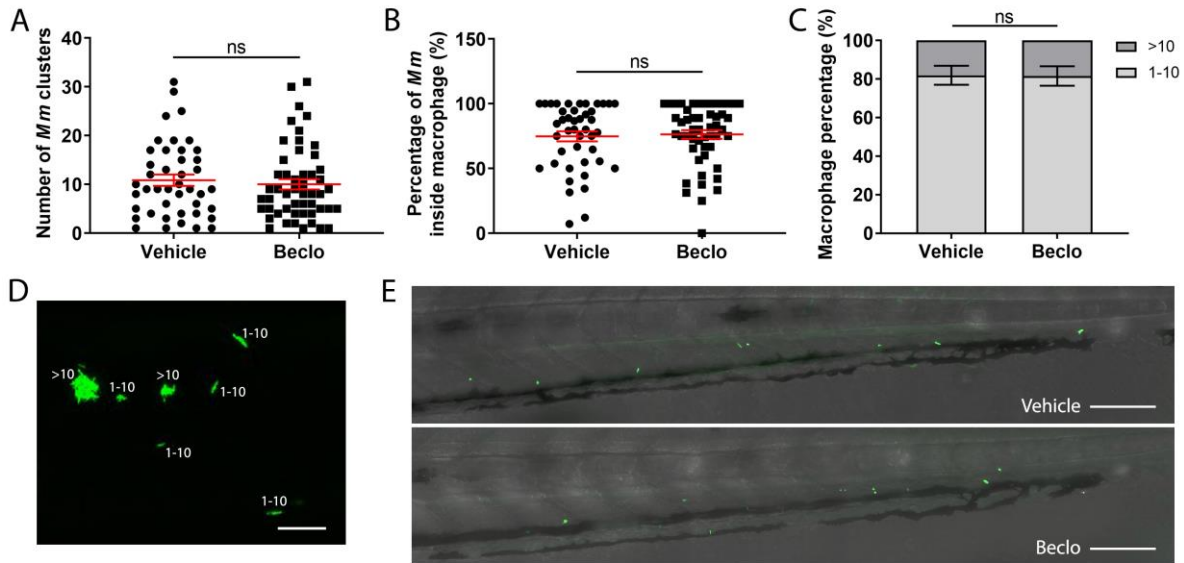 A
Number of Mm clusters
40
30
20
10
0
ns
Vehicle
Beclo
B
Percentage of Mm
inside macrophage (%)
150
100
50
0
ns
Vehicle
Beclo
C
Macrophage percentage (%)
100
80
60
40
20
0
ns
Vehicle
Beclo
>10
1-10
D
1-10
>10
1-10
>10
1-10
1-10
1-10
E
Vehicle
Beclo